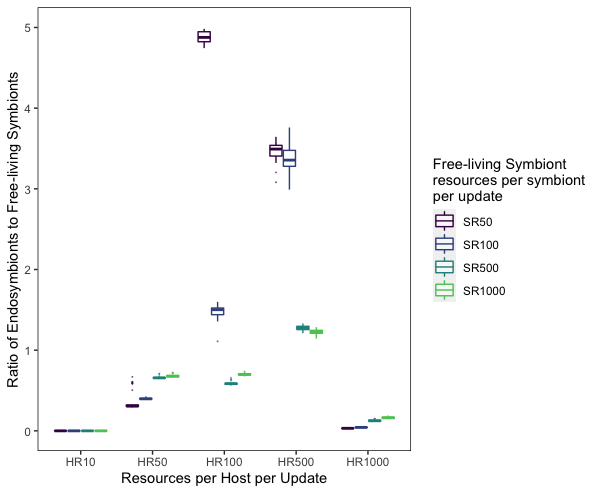 Ratio of Endosymbionts to Free-living Symbionts
5
4
3
2
1
0
HR10
HR50
HR100
HR500
HR1000
Resources per Host per Update
Free-living Symbiont
resources per symbiont
per update
SR50
SR100
SR500
SR1000